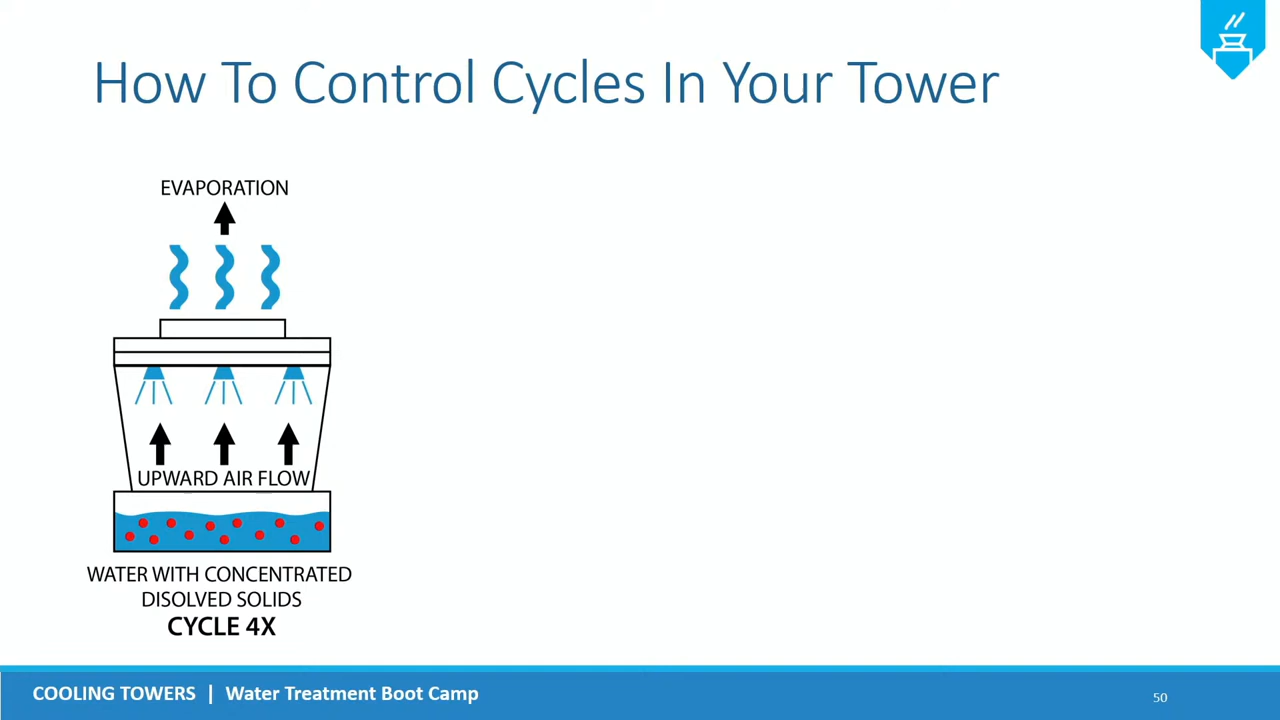 How To Control Cycles In Your Tower
EVAPORATION
UPWARD AIR FLOW
WATER WITH CONCENTRATED
DISOLVED SOLIDS
CYCLE 4X
COOLING TOWERS | Water Treatment Boot Camp
50